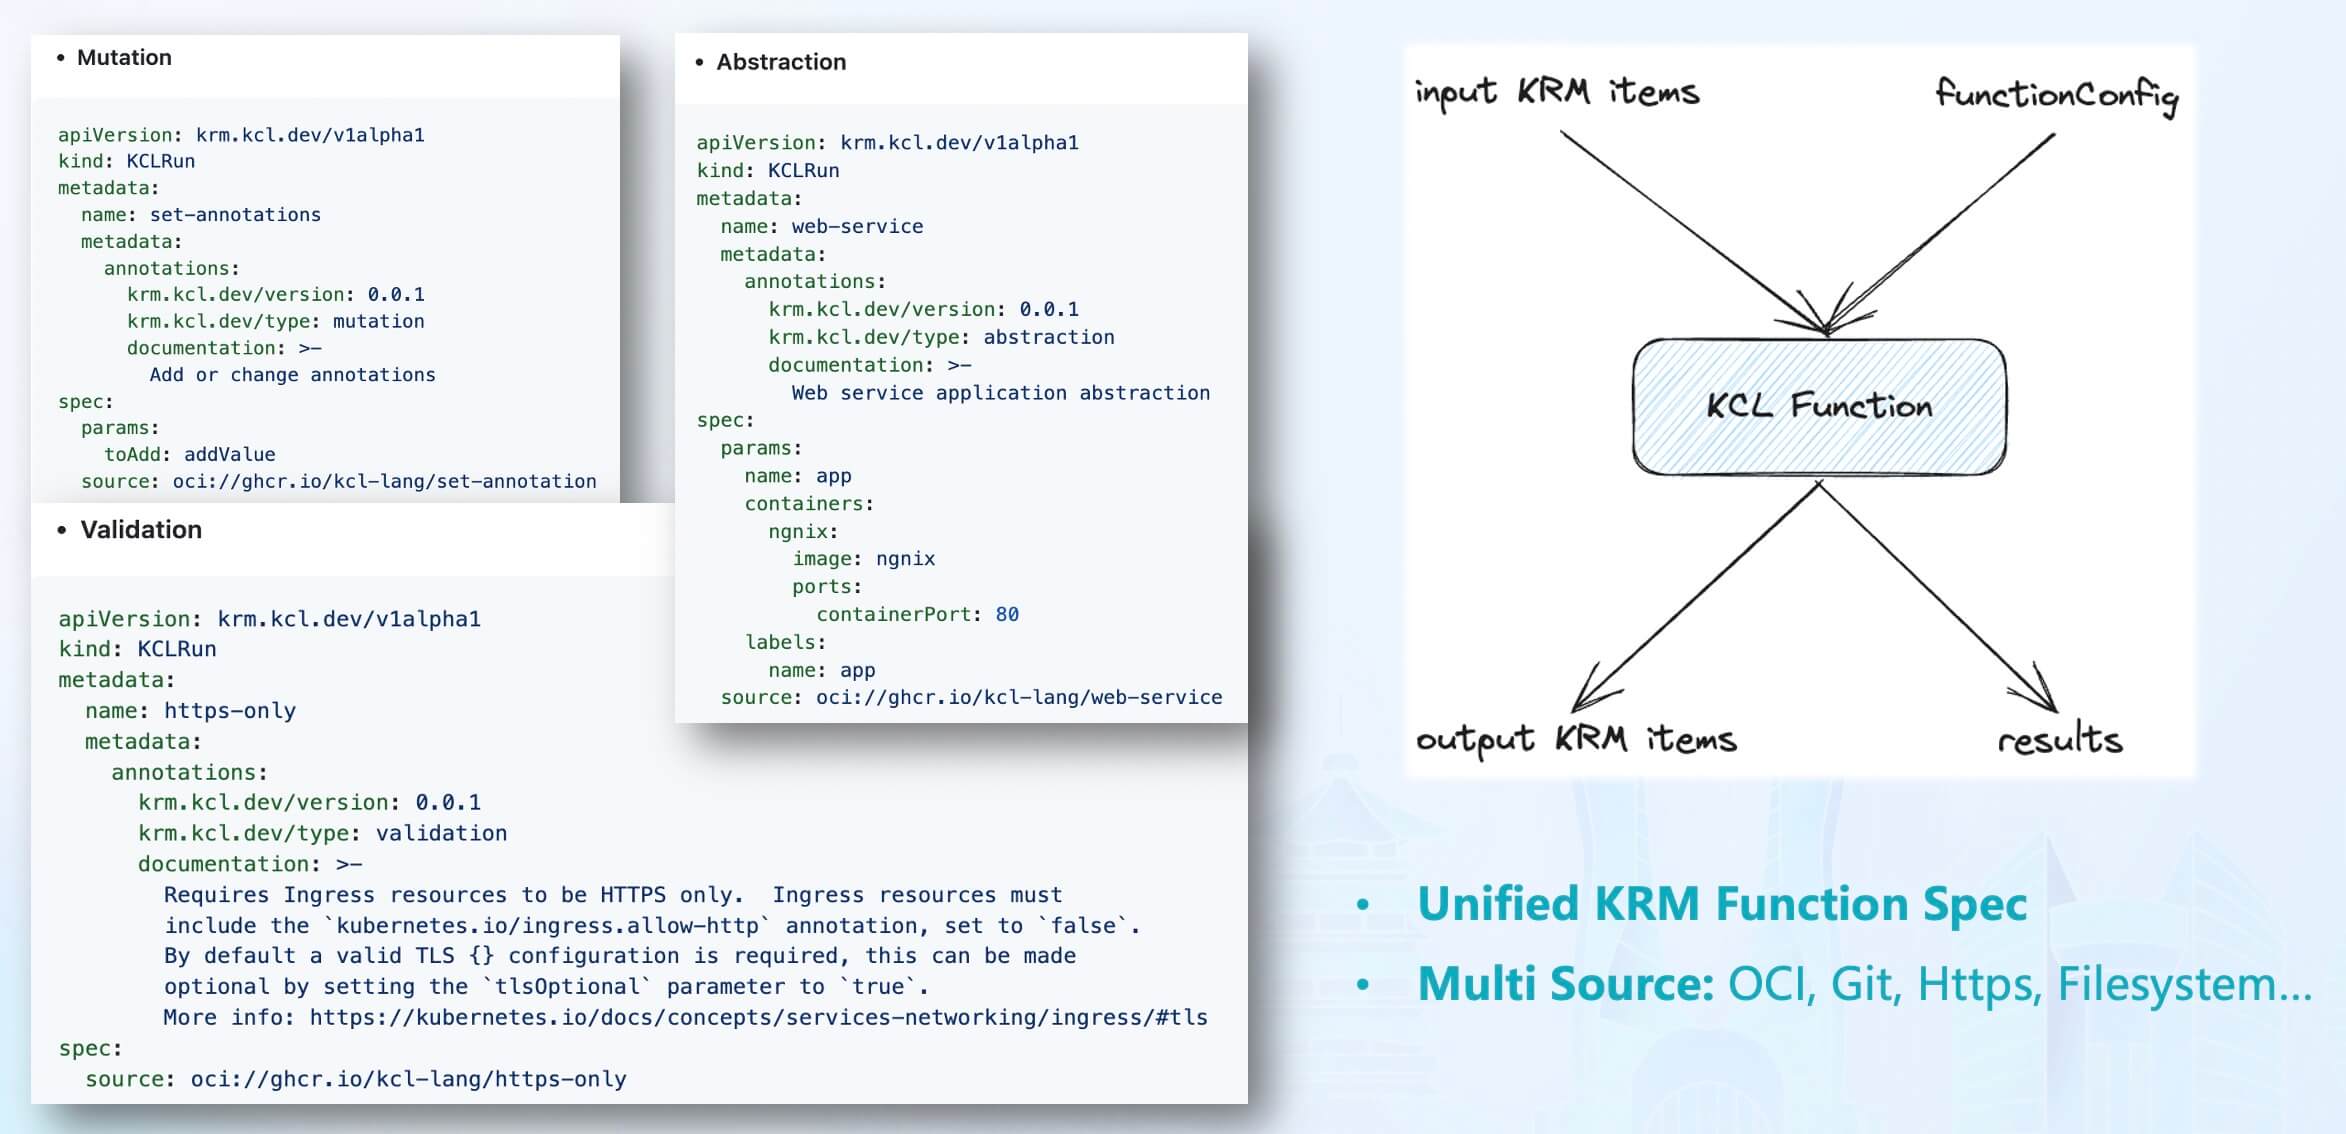 • Mutation
apiVersion: krm.kcl.dev/v1alpha1
kind: KCLRun
metadata:
  name: set-annotations
  metadata:
    annotations:
      krm.kcl.dev/version: 0.0.1
      krm.kcl.dev/type: mutation
      documentation: >-
        Add or change annotations
spec:
  params:
    toAdd: addValue
  source: oci://ghcr.io/kcl-lang/set-annotation
• Validation
apiVersion: krm.kcl.dev/v1alpha1
kind: KCLRun
metadata:
  name: https-only
  metadata:
    annotations:
      krm.kcl.dev/version: 0.0.1
      krm.kcl.dev/type: validation
      documentation: >-
        Requires Ingress resources to be HTTPS only.  Ingress resources must
        include the `kubernetes.io/ingress.allow-http` annotation, set to `false`.
        By default a valid TLS {} configuration is required, this can be made
        optional by setting the `tlsOptional` parameter to `true`.
        More info: https://kubernetes.io/docs/concepts/services-networking/ingress/#tls
spec:
  source: oci://ghcr.io/kcl-lang/https-only
• Abstraction
apiVersion: krm.kcl.dev/v1alpha1
kind: KCLRun
metadata:
  name: web-service
  metadata:
    annotations:
      krm.kcl.dev/version: 0.0.1
      krm.kcl.dev/type: abstraction
      documentation: >-
        Web service application abstraction
spec:
  params:
    name: app
    containers:
      ngnix:
        image: ngnix
        ports:
          containerPort: 80
    labels:
      name: app
  source: oci://ghcr.io/kcl-lang/web-service
input KRM items
functionConfig
KCL Function
output KRM items
results
• Unified KRM Function Spec
• Multi Source: OCI, Git, Https, Filesystem...